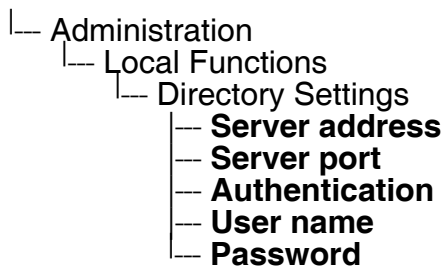 Administration
Local Functions
Directory Settings
Server address
Server port
Authentication
User name
Password